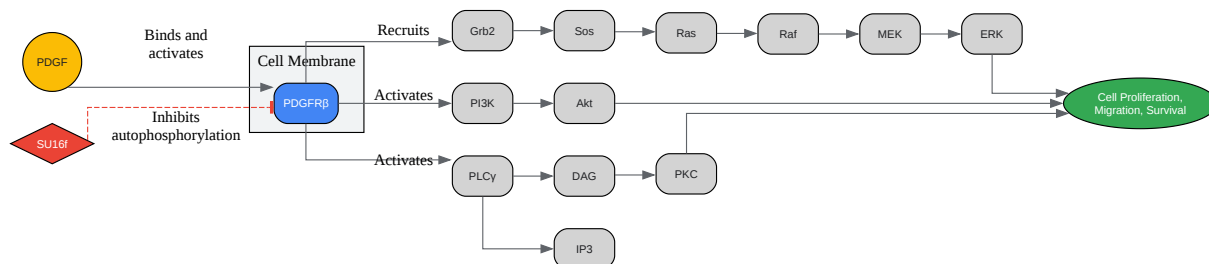 PDGF
Binds and
activates
Cell Membrane
PDGFRβ
SU16f
Inhibits
autophosphorylation
Recruits
Grb2
Sos
Ras
Raf
MEK
ERK
Activates
PI3K
Akt
Cell Proliferation,
Migration, Survival
Activates
PLCγ
DAG
PKC
IP3